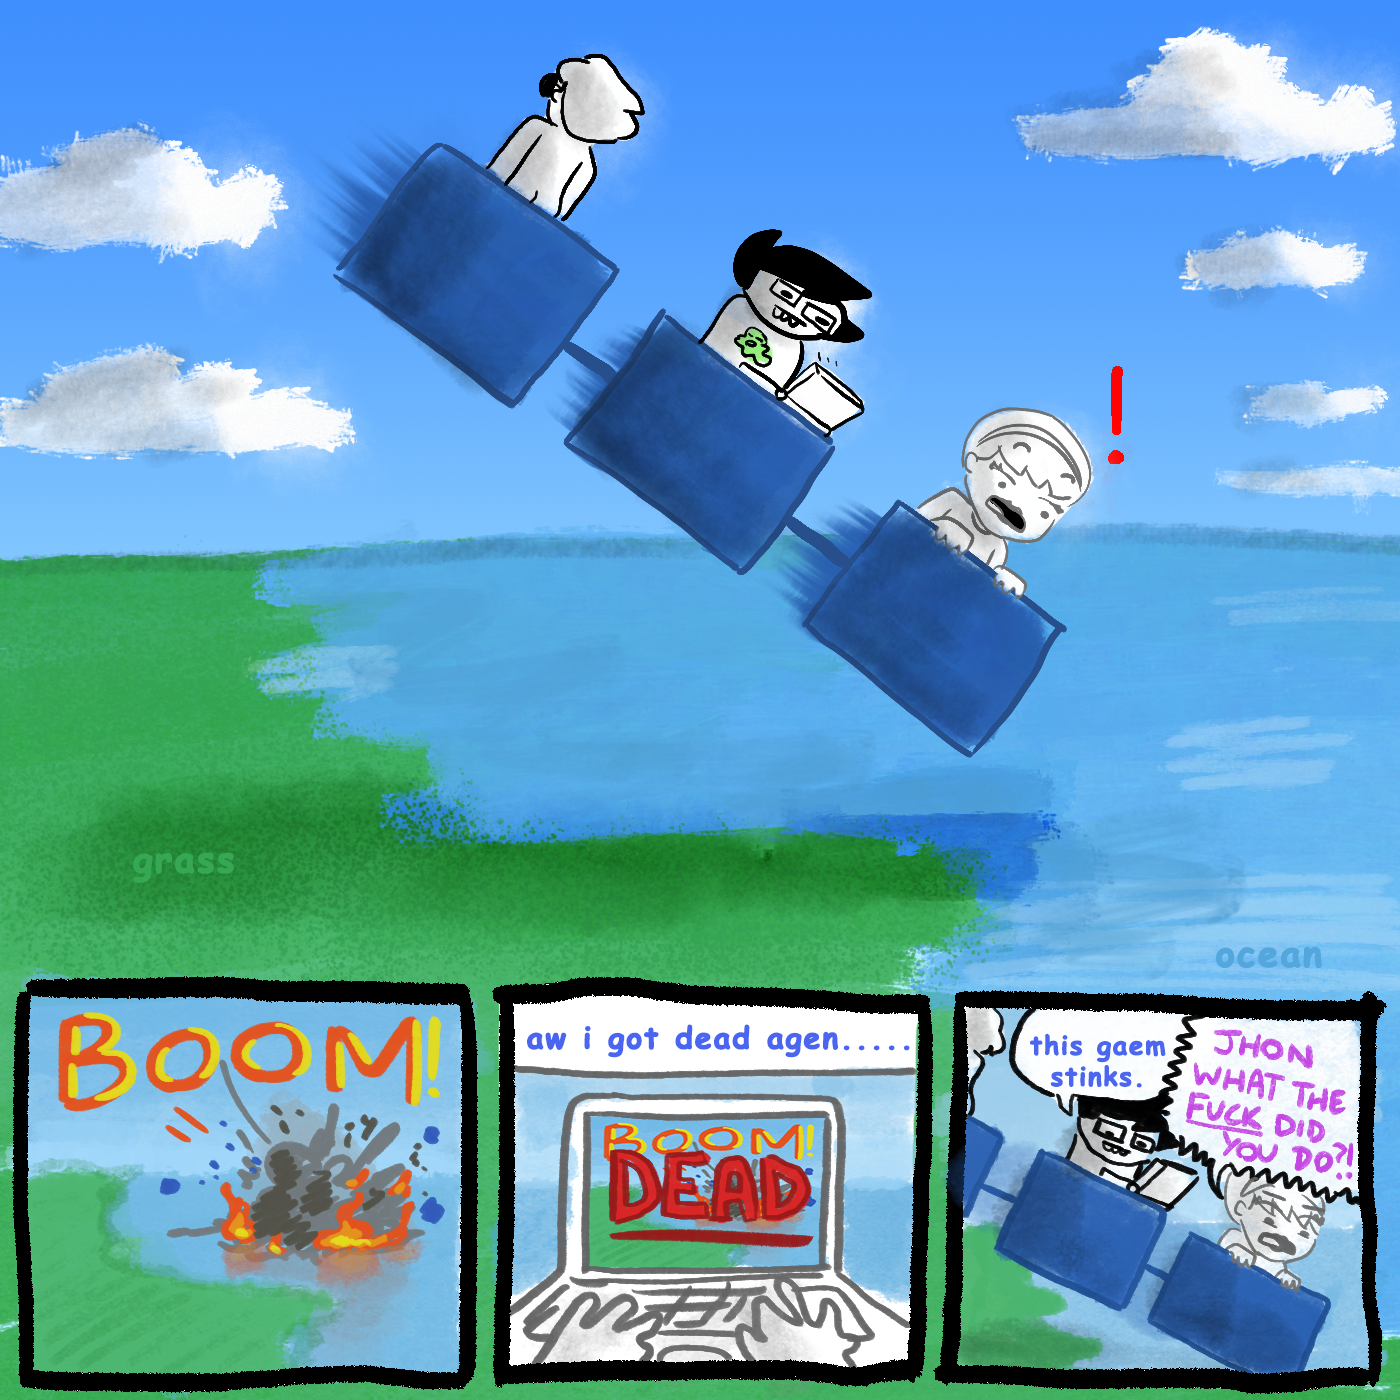 !
grass
ocean
BOOM!
aw i got dead agen.....
BOOM!
DEAD
this gaem
stinks.
JHON
WHAT THE
FUCK DID
YOU DO?!